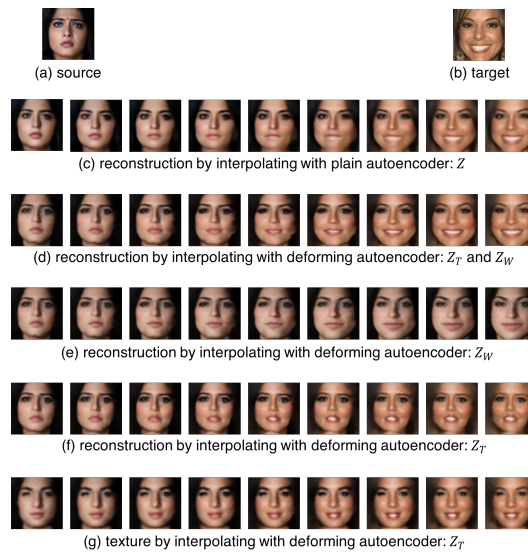 (a) source
(b) target
(c) reconstruction by interpolating with plain autoencoder: Z
(d) reconstruction by interpolating with deforming autoencoder: Z_T and Z_W
(e) reconstruction by interpolating with deforming autoencoder: Z_W
(f) reconstruction by interpolating with deforming autoencoder: Z_T
(g) texture by interpolating with deforming autoencoder: Z_T